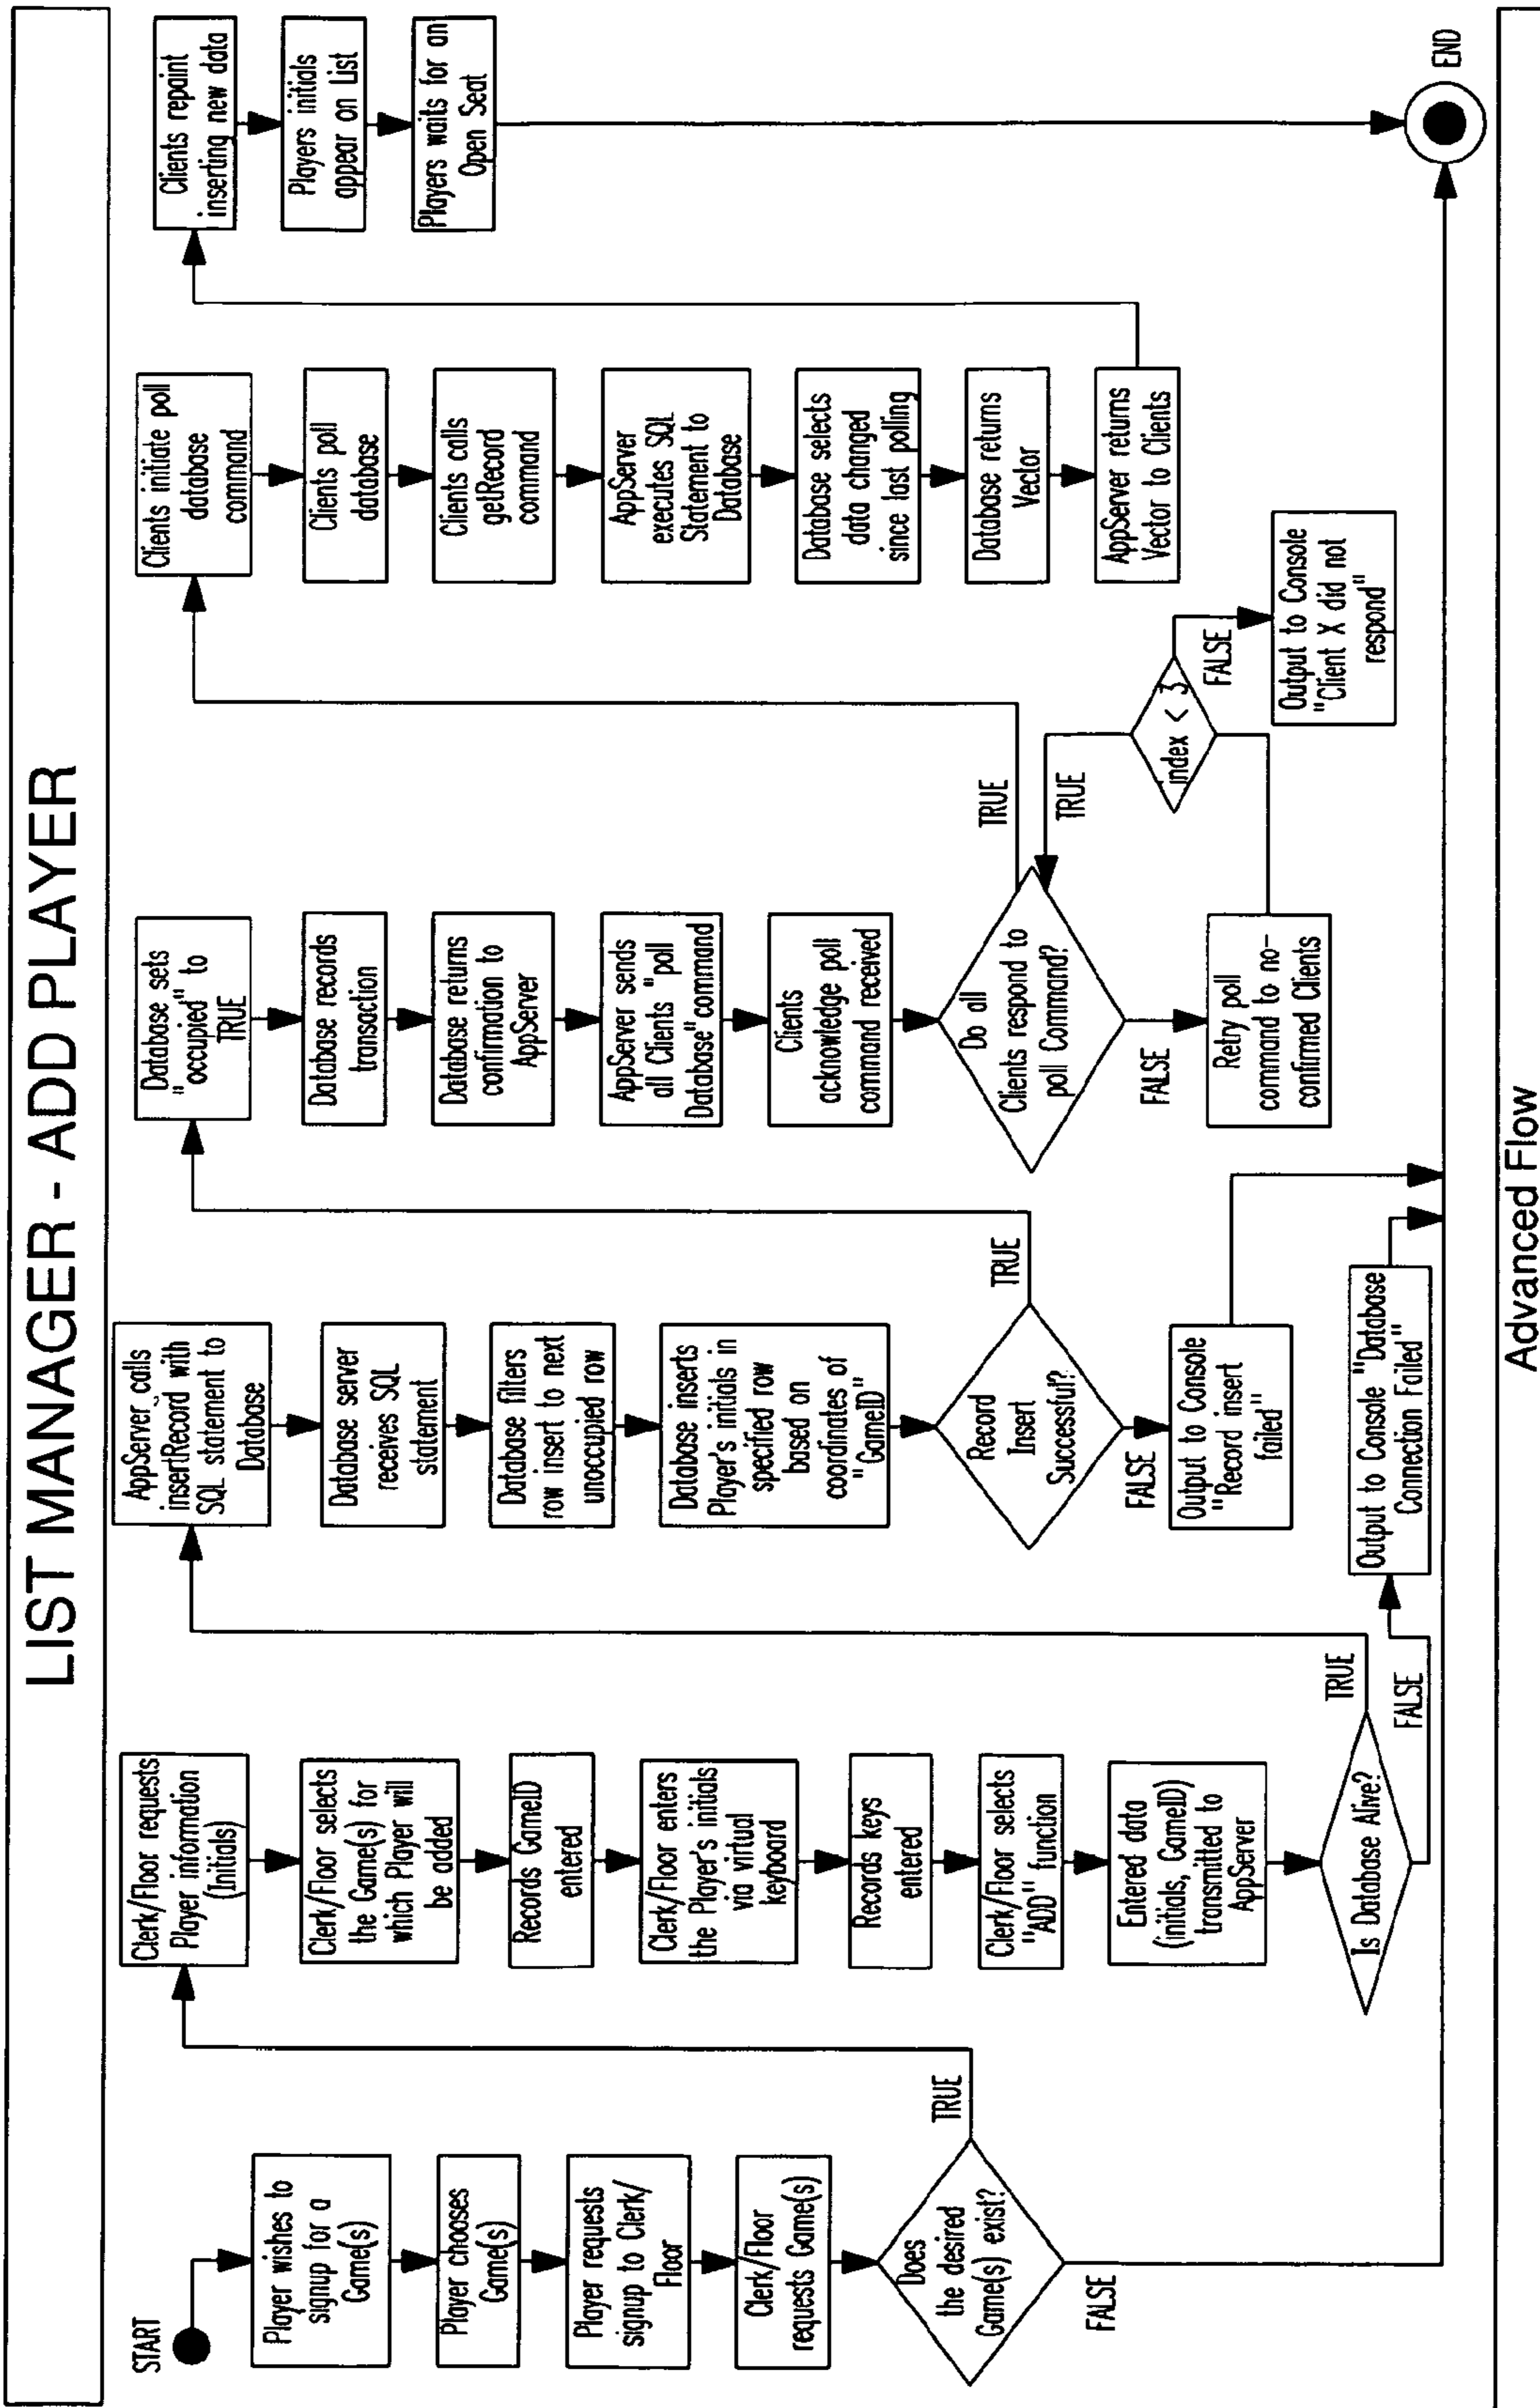 LIST MANAGER - ADD PLAYER
START
Player wishes to
signup for a
Game(s)
Player chooses
Game(s)
Player requests
signup to Clerk/
Floor
Clerk/Floor
requests Game(s)
Does
the desired
Game(s) exist?
TRUE
FALSE
Clerk/Floor requests
Player information
(Initials)
Clerk/Floor selects
the Game(s) for
which Player will
be added
Records GameID
entered
Clerk/Floor enters
the Player's initials
via virtual
keyboard
Records keys
entered
Clerk/Floor selects
"ADD" function
Entered data
(initials, GameID)
transmitted to
AppServer
Is Database Alive?
TRUE
FALSE
AppServer calls
insertRecord with
SQL statement to
Database
Database server
receives SQL
statement
Database filters
row insert to next
unoccupied row
Database inserts
Player's initials in
specified row
based on
coordinates of
"GameID"
Record
Insert
Successful?
TRUE
FALSE
Output to Console
"Record insert
failed"
Output to Console "Database
Connection Failed"
Database sets
"occupied" to
TRUE
Database records
transaction
Database returns
confirmation to
AppServer
AppServer sends
all Clients "poll
Database" command
Clients
acknowledge poll
command received
Do all
Clients respond to
poll Command?
TRUE
FALSE
Retry poll
command to no-
confirmed Clients
index < 3
TRUE
FALSE
Output to Console
"Client X did not
respond"
Clients initiate poll
database
command
Clients poll
database
Clients calls
getRecord
command
AppServer
executes SQL
Statement to
Database
Database selects
data changed
since last polling
Database returns
Vector
AppServer returns
Vector to Clients
Clients repaint
inserting new data
Players initials
appear on List
Players waits for an
Open Seat
END
Advanced Flow